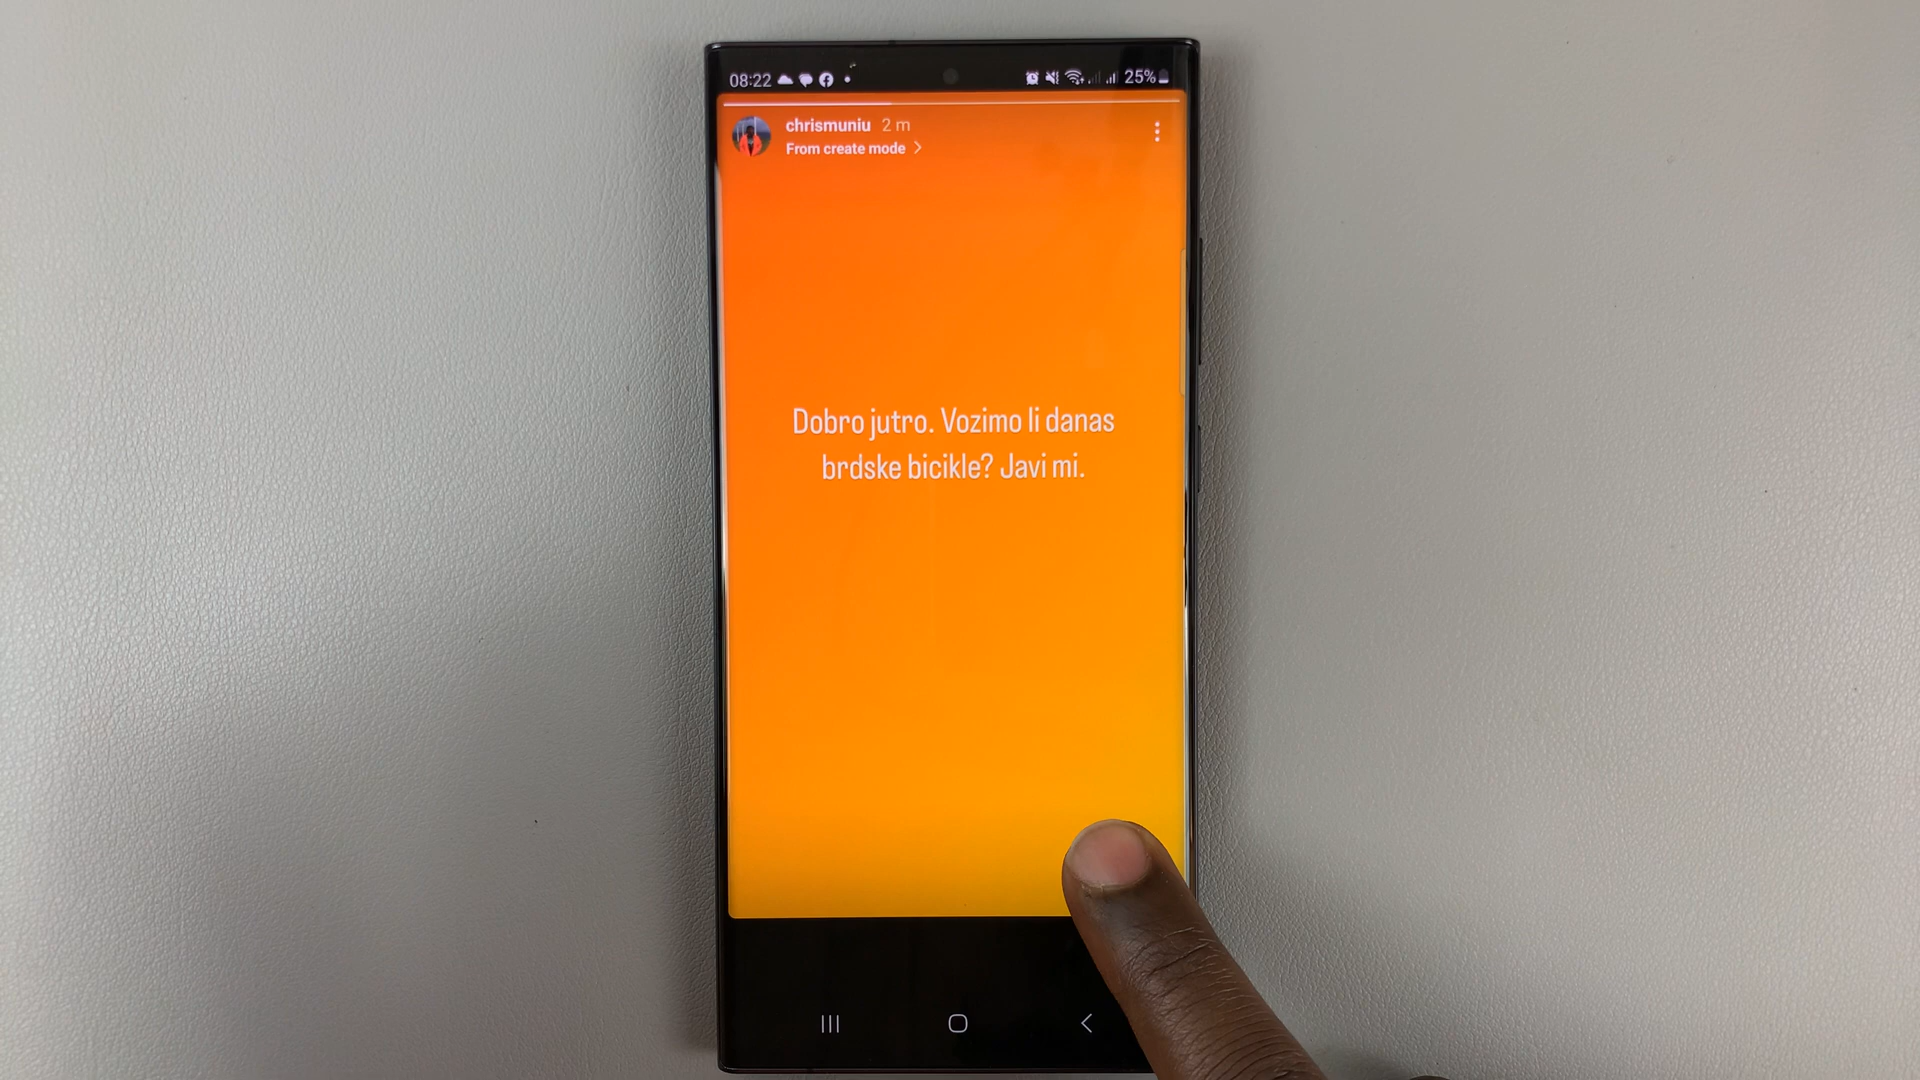 08:22 25%
chrismuniu 2 m
From create mode
Dobro jutro. Vozimo li danas
brdske bicikle? Javi mi.